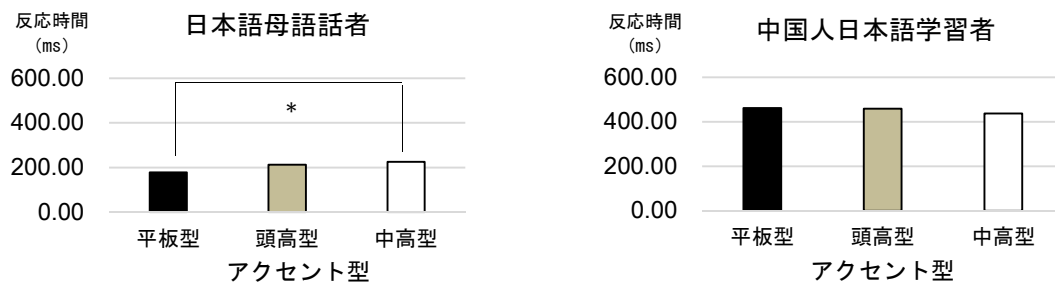 反応時間
（ms）
日本語母語話者
600.00
400.00
200.00
0.00
*
平板型 頭高型 中高型
アクセント型
反応時間
（ms）
中国人日本語学習者
600.00
400.00
200.00
0.00
平板型 頭高型 中高型
アクセント型